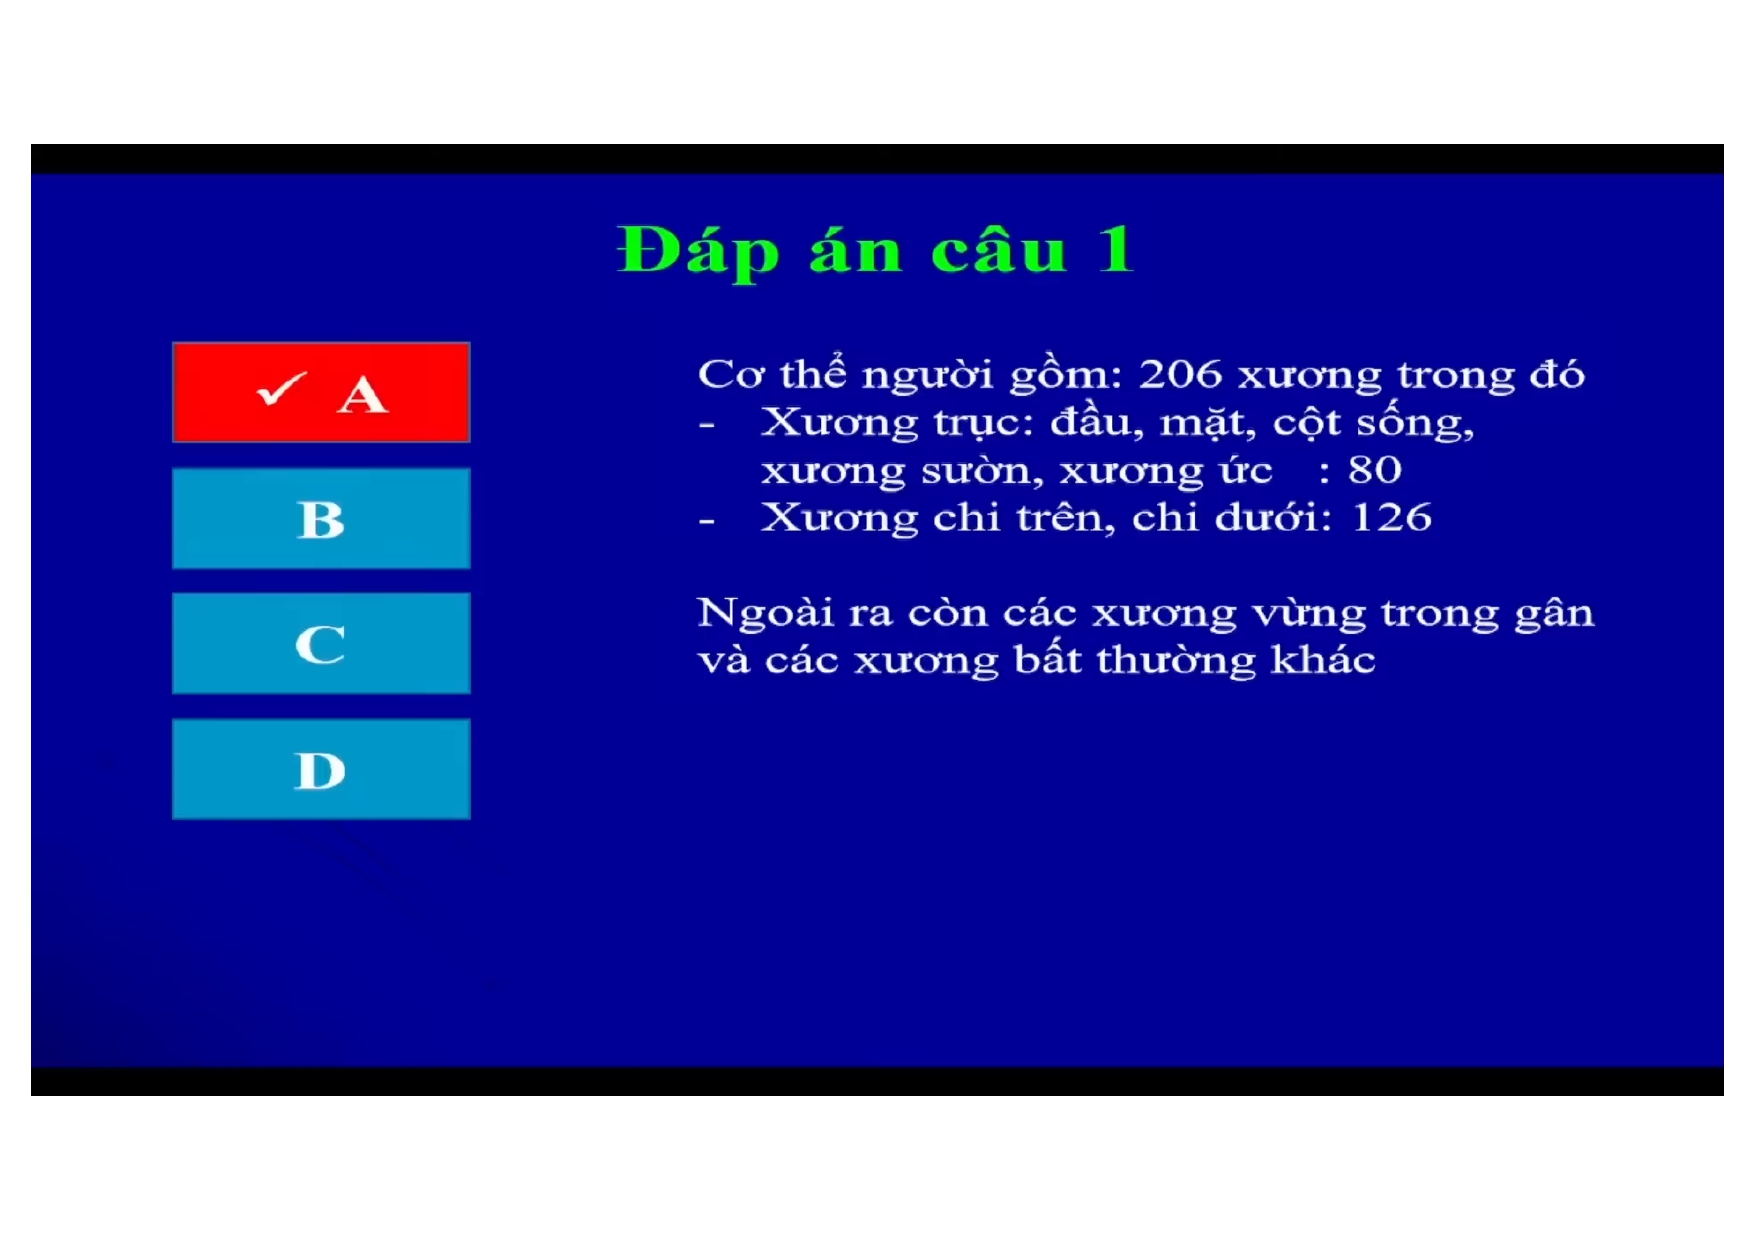 Đáp án câu 1
✓ A
B
C
D
Cơ thể người gồm: 206 xương trong đó
- Xương trục: đầu, mặt, cột sống,
xương sườn, xương ức : 80
- Xương chi trên, chi dưới: 126
Ngoài ra còn các xương vừng trong gân
và các xương bất thường khác